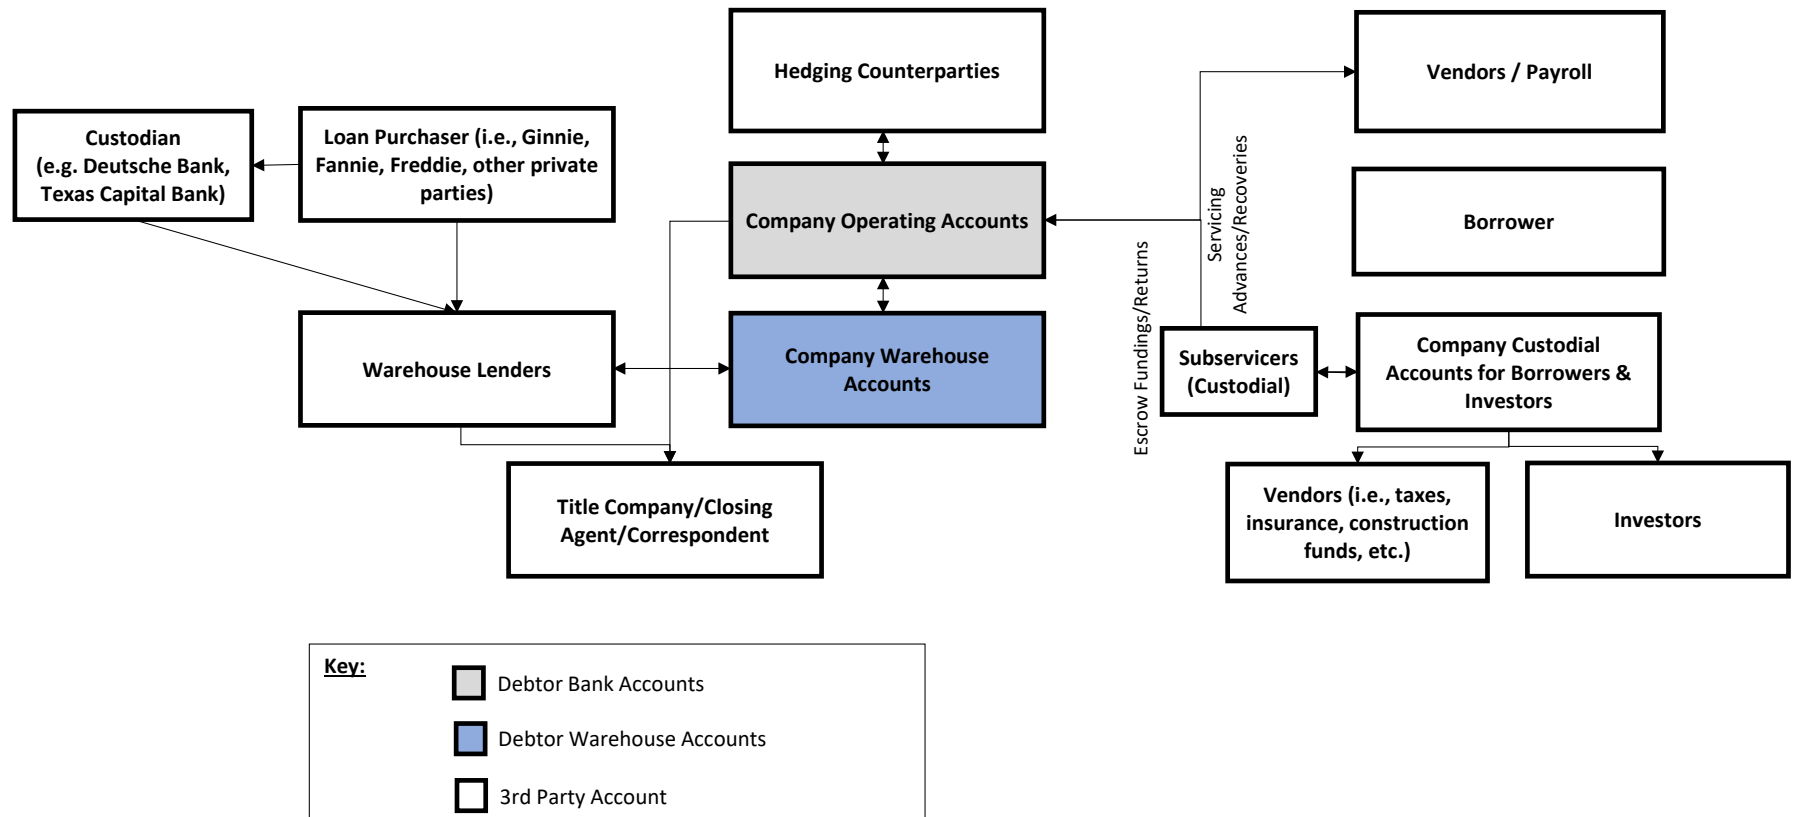 Hedging Counterparties
Vendors / Payroll
Custodian
(e.g. Deutsche Bank,
Texas Capital Bank)
Loan Purchaser (i.e., Ginnie,
Fannie, Freddie, other private
parties)
Company Operating Accounts
Servicing
Advances/Recoveries
Borrower
Escrow Fundings/Returns
Warehouse Lenders
Company Warehouse
Accounts
Subservicers
(Custodial)
Company Custodial
Accounts for Borrowers &
Investors
Title Company/Closing
Agent/Correspondent
Vendors (i.e., taxes,
insurance, construction
funds, etc.)
Investors
Key:
Debtor Bank Accounts
Debtor Warehouse Accounts
3rd Party Account